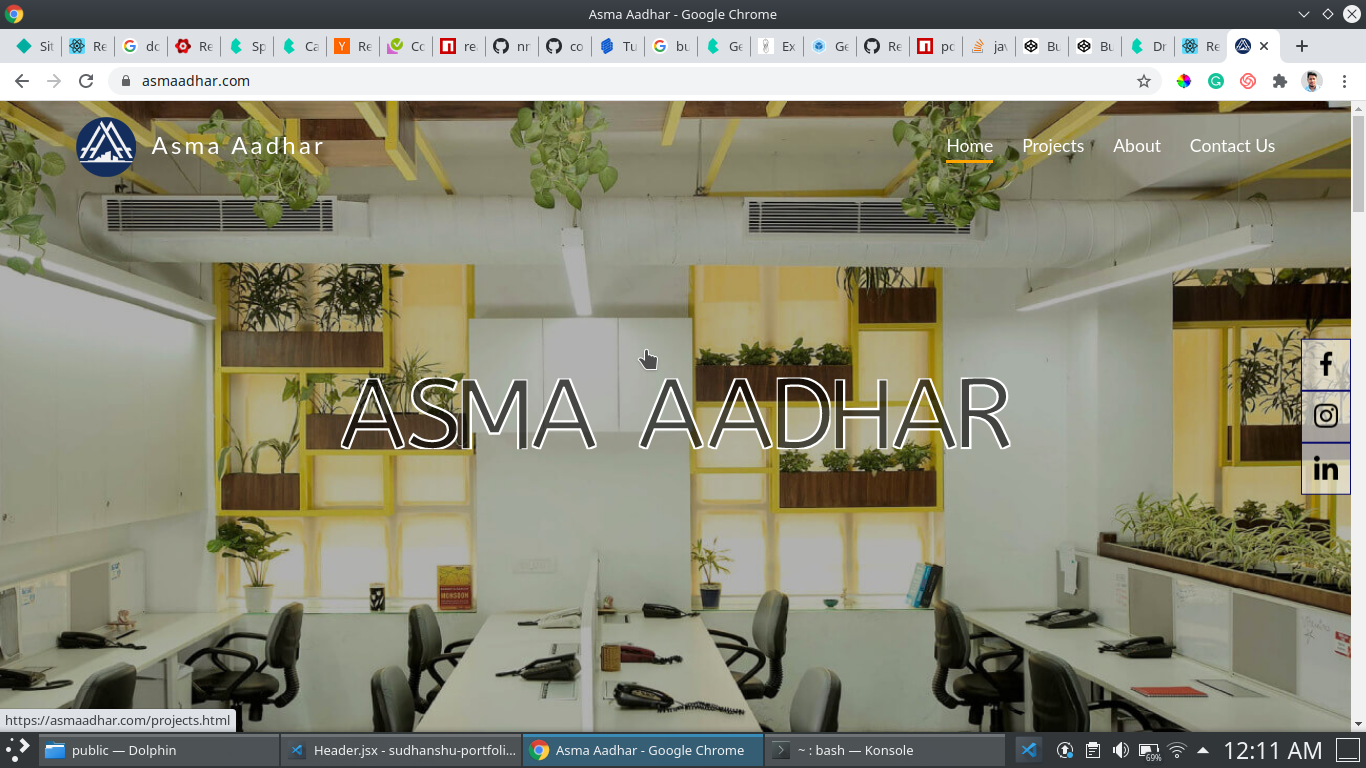 Asma Aadhar - Google Chrome
Sit Re do Re Sp Ca Re Co re nr co Tu bu Ge Ex Ge Re pc jav Bu Bu Dr Re
asmaadhar.com
Asma Aadhar
Home Projects About Contact Us
ASMA AADHAR
https://asmaadhar.com/projects.html
public — Dolphin
Header.jsx - sudhanshu-portfoli...
Asma Aadhar - Google Chrome
~ : bash — Konsole
69%
12:11 AM